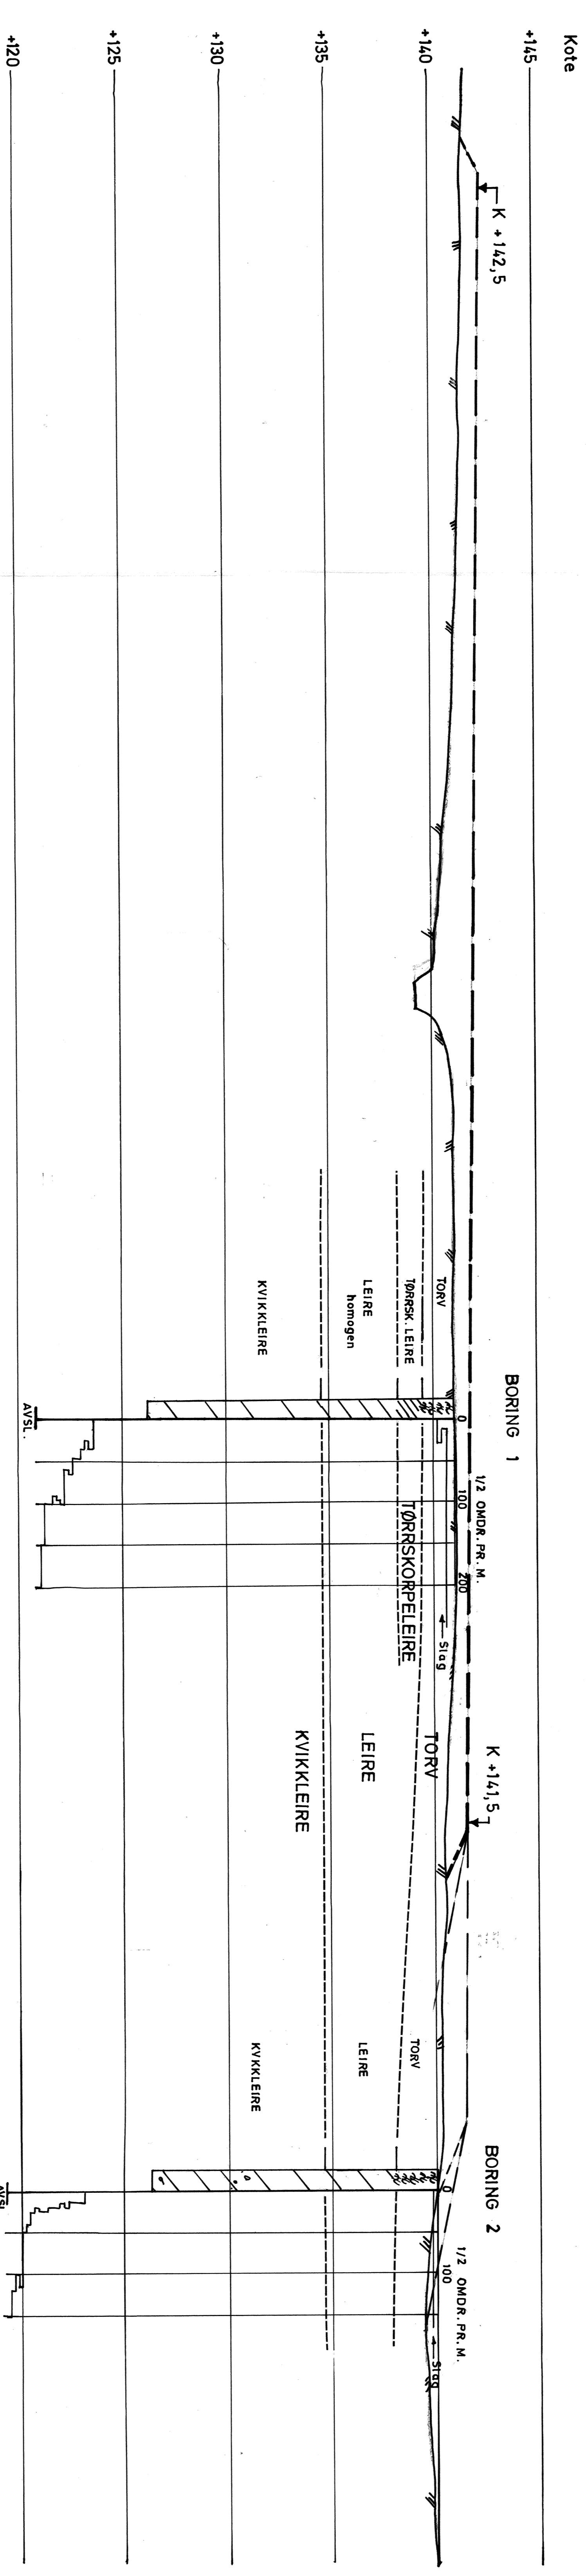 Kote
+145
+140
+135
+130
+125
+120
K +142,5
BORING 1
1/2 OMDR. PR. M.
0
100
200
Slag
TORV
TØRRSK. LEIRE
LEIRE
homogen
KVIKKLEIRE
AVSL.
TØRRSKORPELEIRE
TORV
LEIRE
KVIKKLEIRE
K +141,5
BORING 2
1/2 OMDR. PR. M.
0
100
Slag
TORV
LEIRE
KVKKLEIRE
AVSL